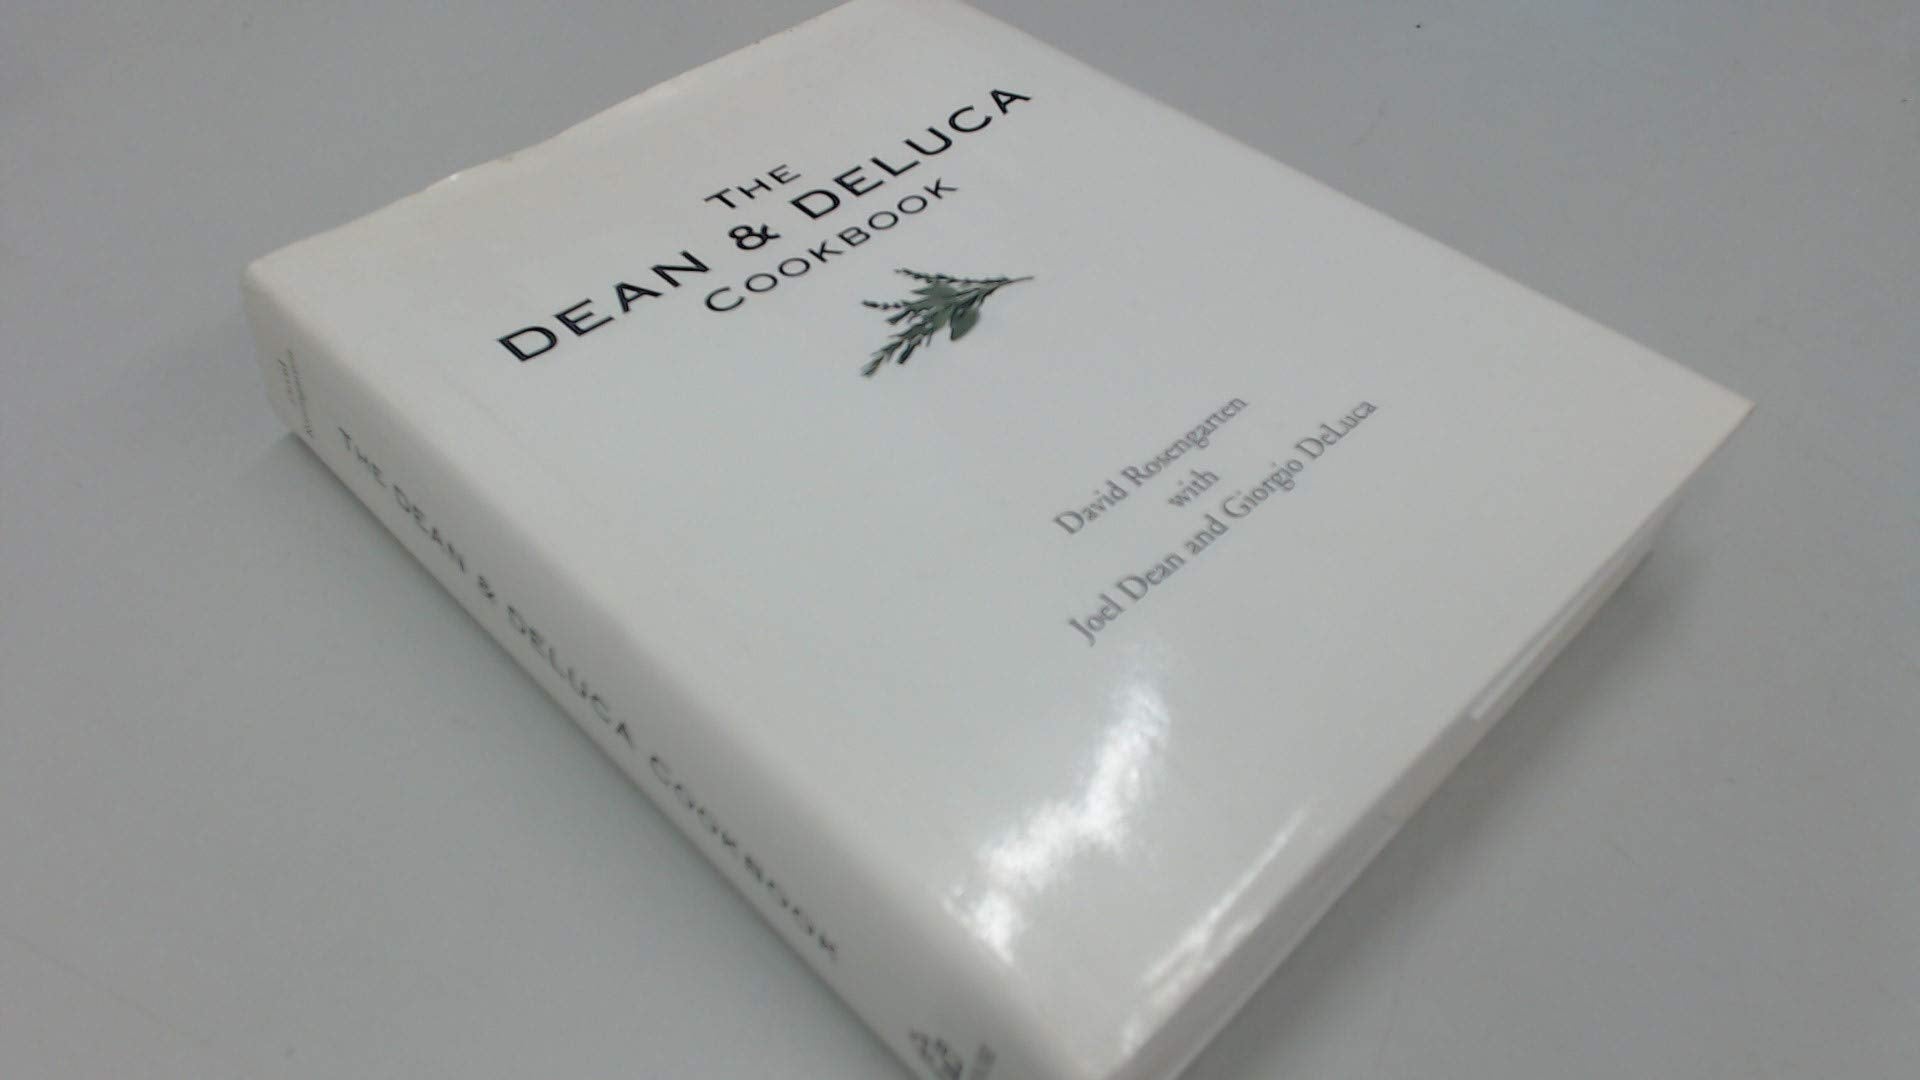 THE
DEAN & DELUCA
COOKBOOK
David Rosengarten
with
Joel Dean and Giorgio DeLuca
THE DEAN & DELUCA COOKBOOK